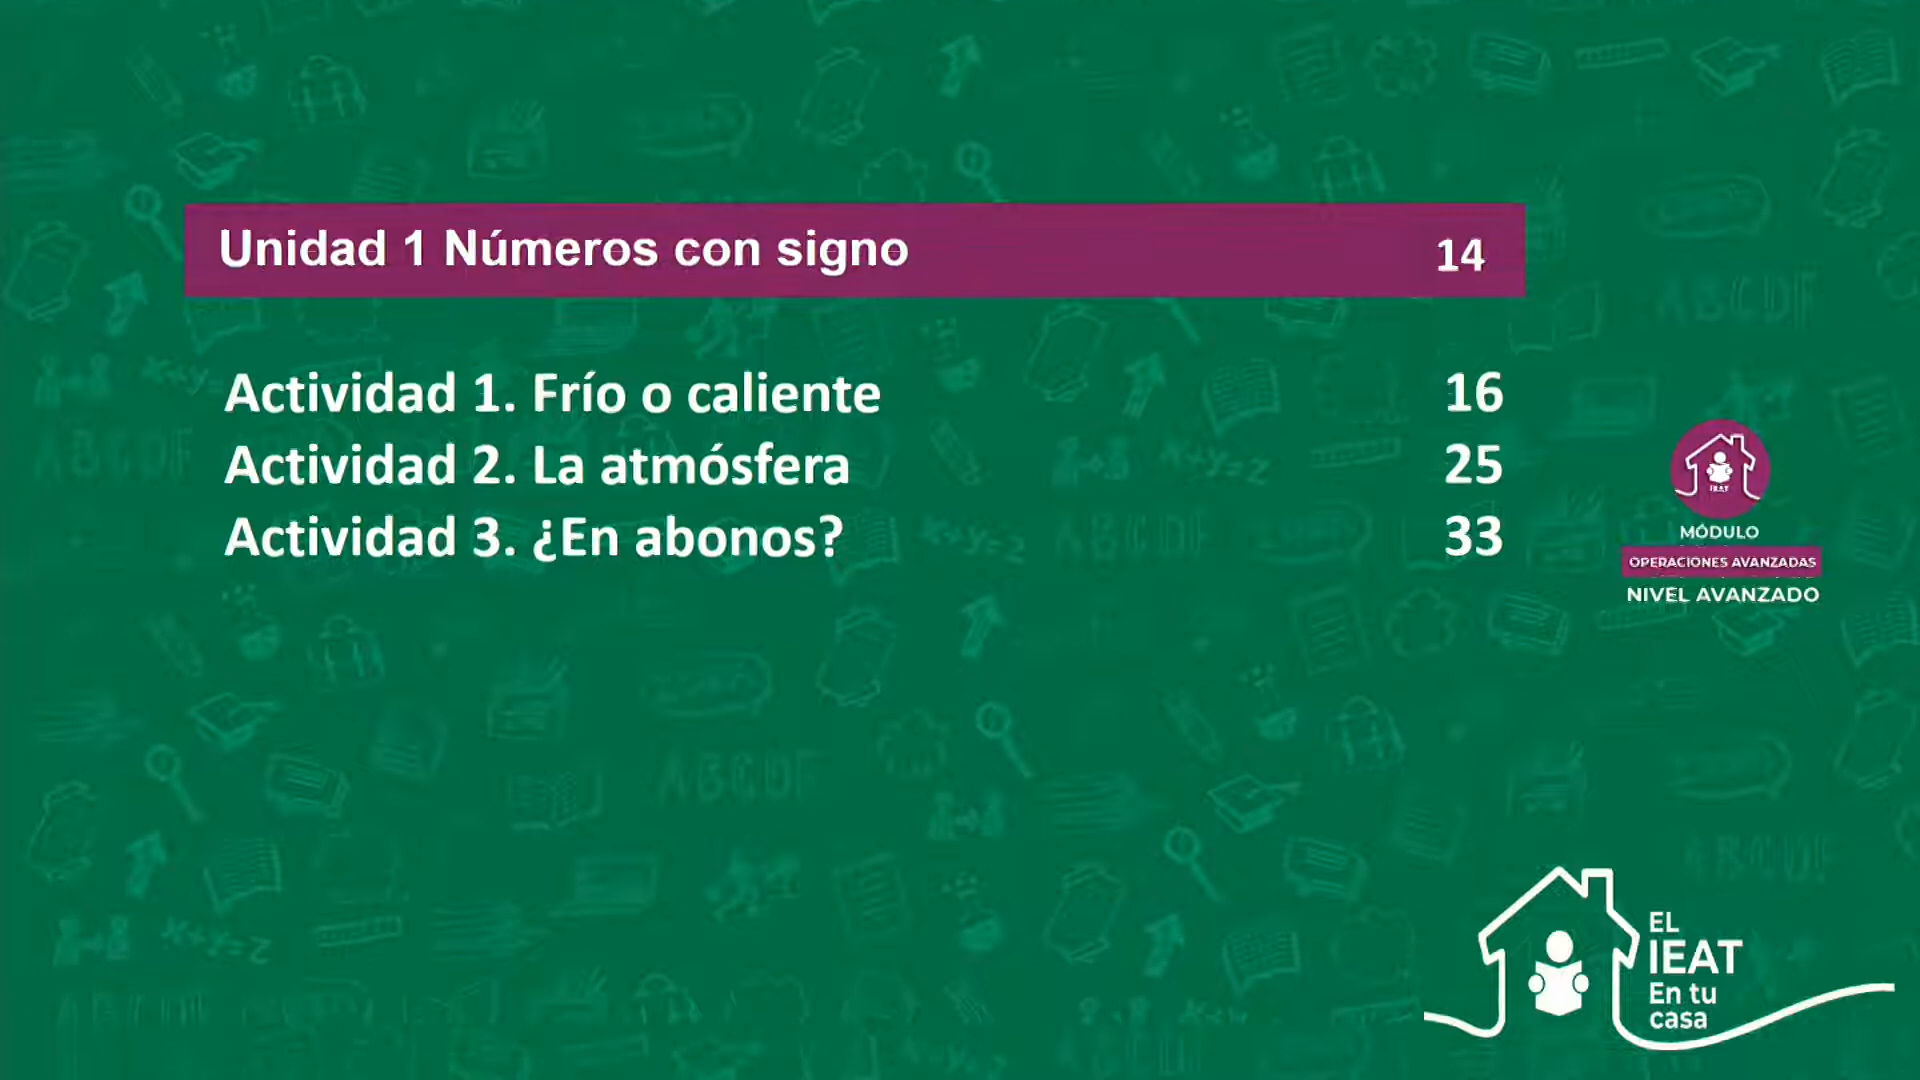 Unidad 1 Números con signo 14
Actividad 1. Frío o caliente 16
Actividad 2. La atmósfera 25
Actividad 3. ¿En abonos? 33
IEAT
MÓDULO
OPERACIONES AVANZADAS
NIVEL AVANZADO
EL
IEAT
En tu
casa